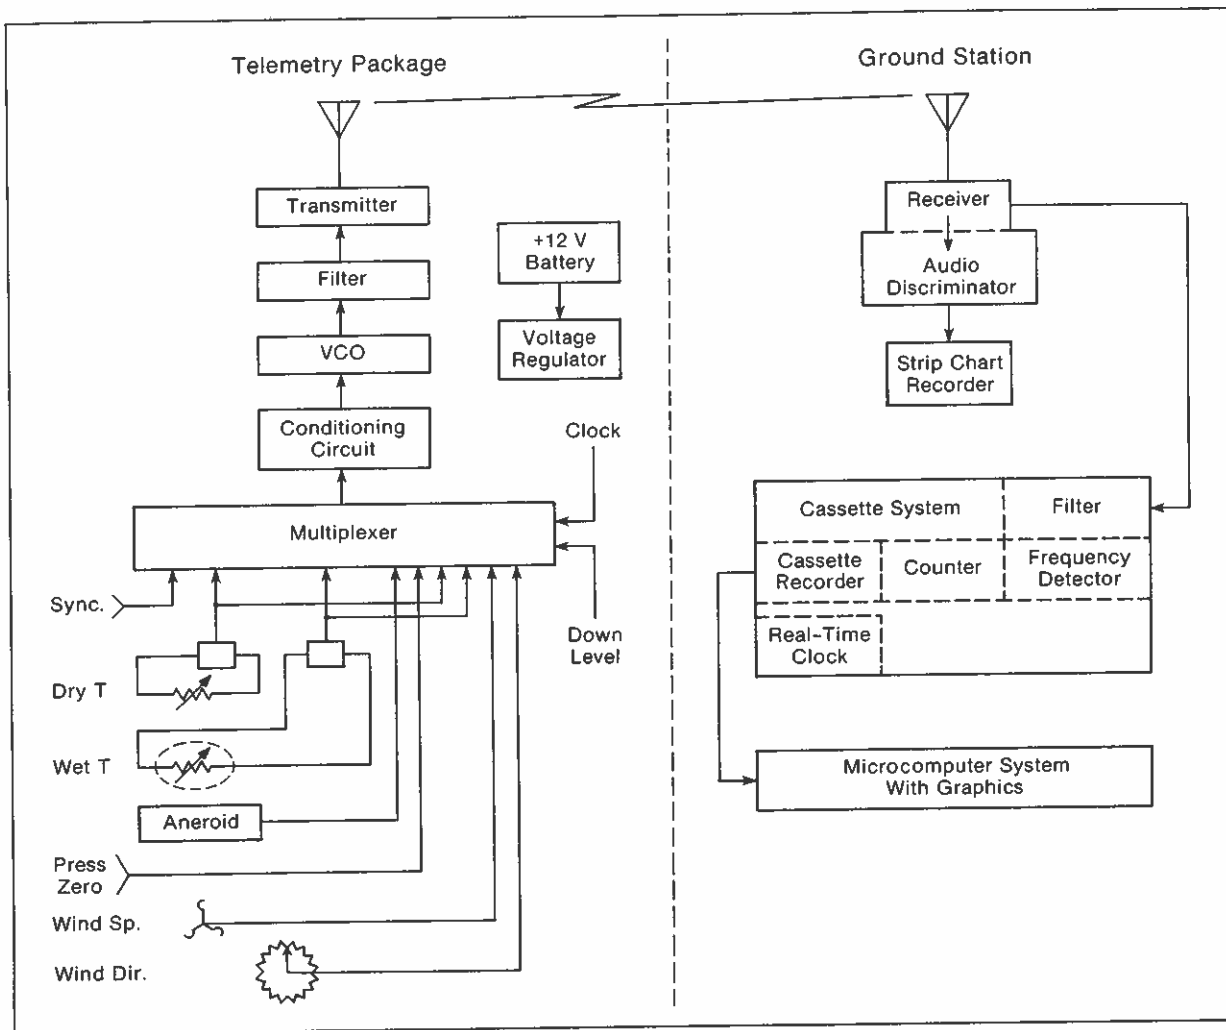 Telemetry Package
Ground Station
Transmitter
Filter
VCO
Conditioning
Circuit
Multiplexer
+12 V
Battery
Voltage
Regulator
Clock
Down
Level
Sync.
Dry T
Wet T
Aneroid
Press
Zero
Wind Sp.
Wind Dir.
Receiver
Audio
Discriminator
Strip Chart
Recorder
Cassette System
Filter
Cassette
Recorder
Counter
Frequency
Detector
Real-Time
Clock
Microcomputer System
With Graphics